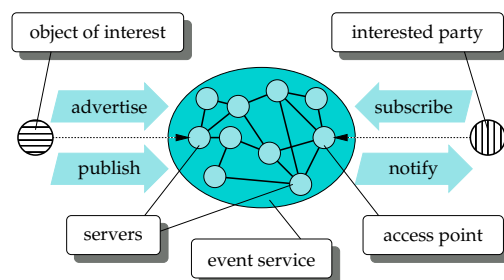 object of interest
interested party
advertise
subscribe
publish
notify
servers
access point
event service